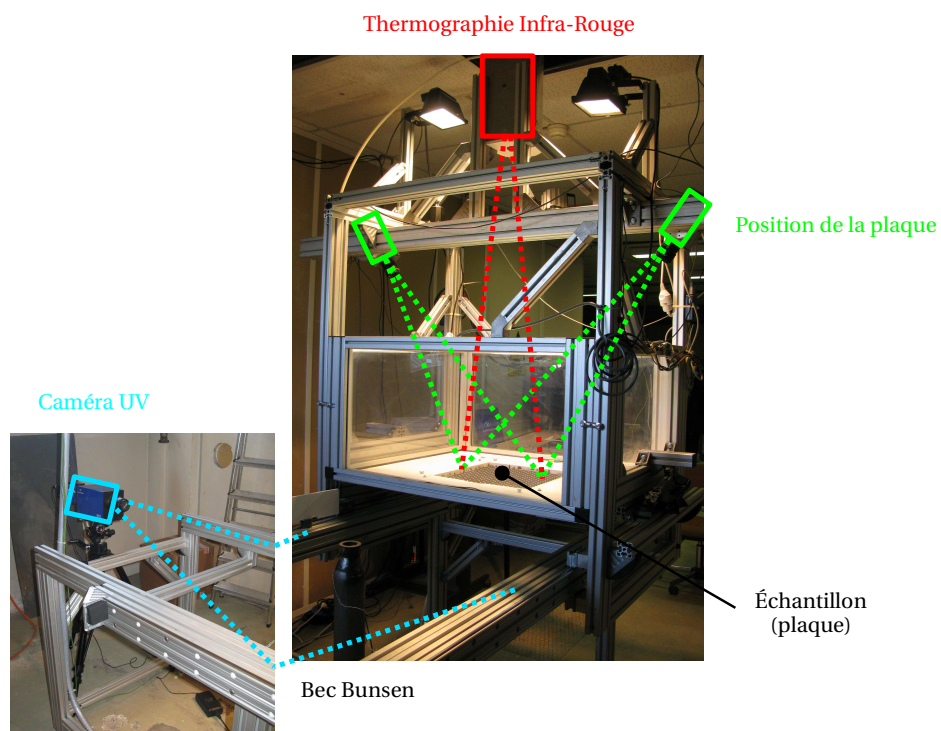 Thermographie Infra-Rouge
Position de la plaque
Caméra UV
Échantillon
(plaque)
Bec Bunsen